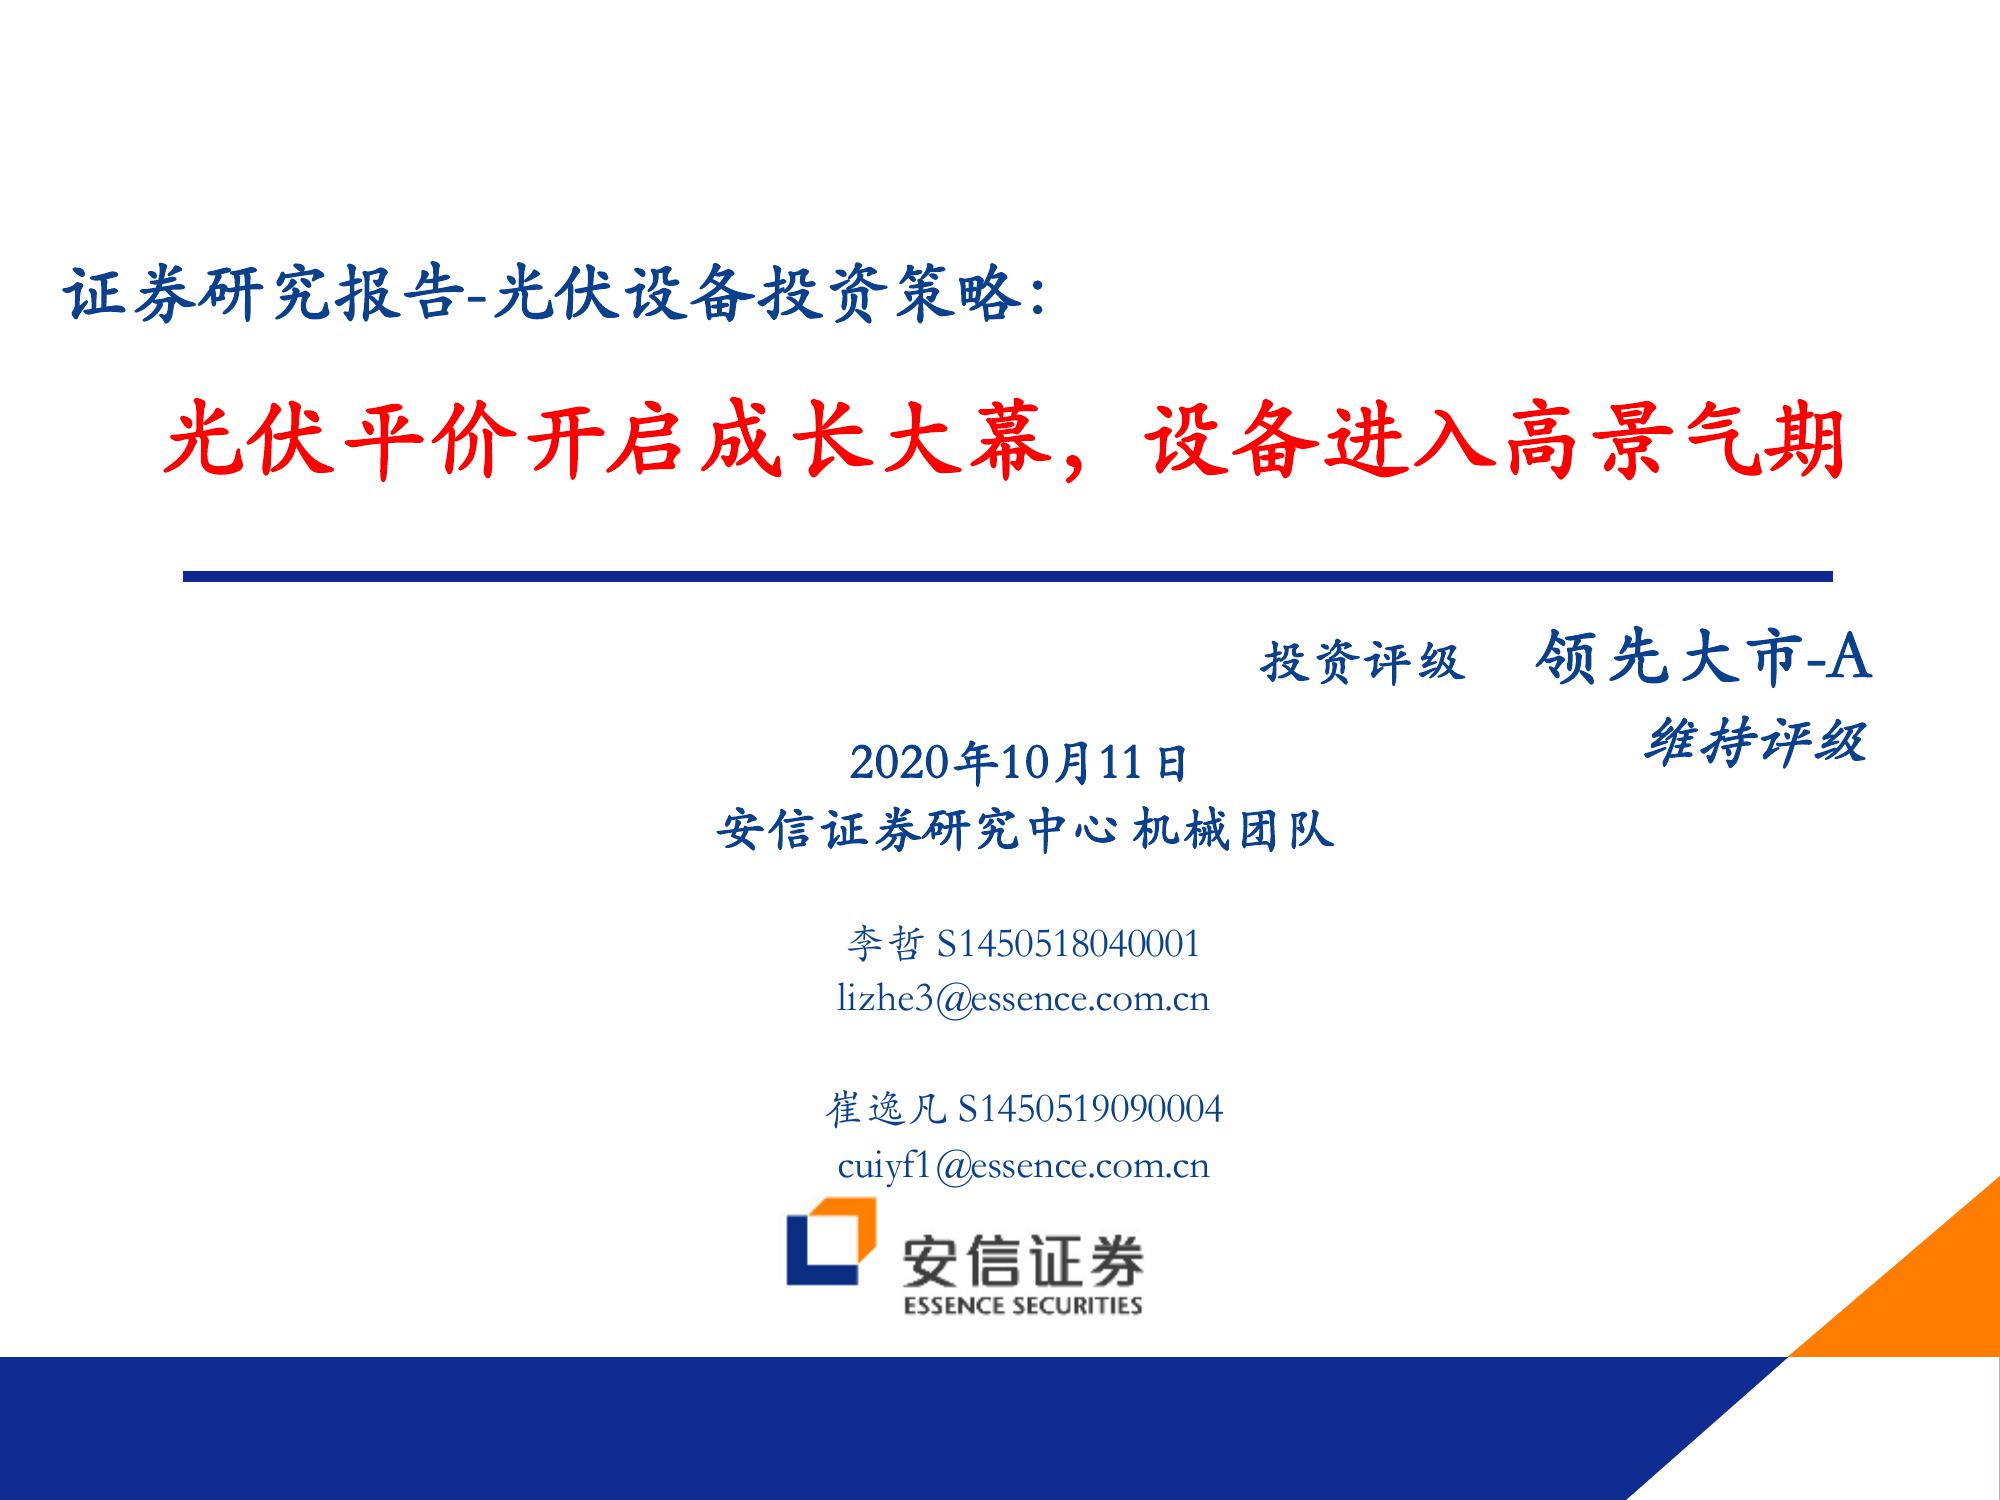 证券研究报告-光伏设备投资策略：
光伏平价开启成长大幕，设备进入高景气期
投资评级 领先大市-A
维持评级
2020年10月11日
安信证券研究中心 机械团队
李哲 S1450518040001
lizhe3@essence.com.cn
崔逸凡 S1450519090004
cuiyf1@essence.com.cn
安信证券
ESSENCE SECURITIES